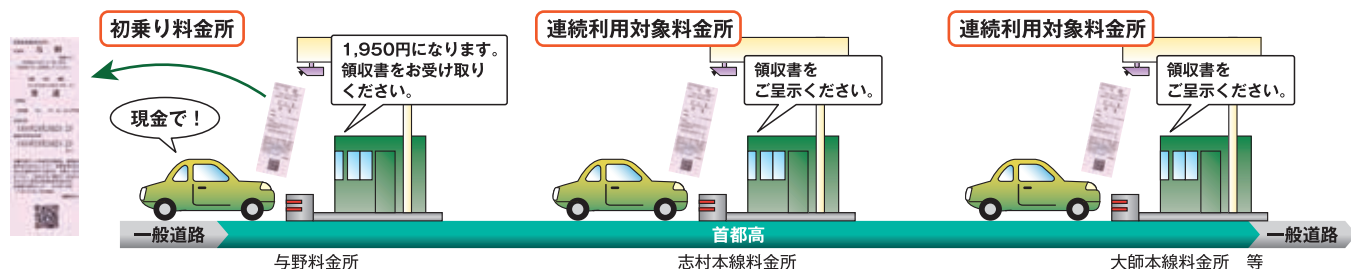 初乗り料金所
1,950円になります。
領収書をお受け取り
ください。
現金で！
連続利用対象料金所
領収書を
ご呈示ください。
連続利用対象料金所
領収書を
ご呈示ください。
一般道路
首都高
一般道路
与野料金所
志村本線料金所
大師本線料金所　等